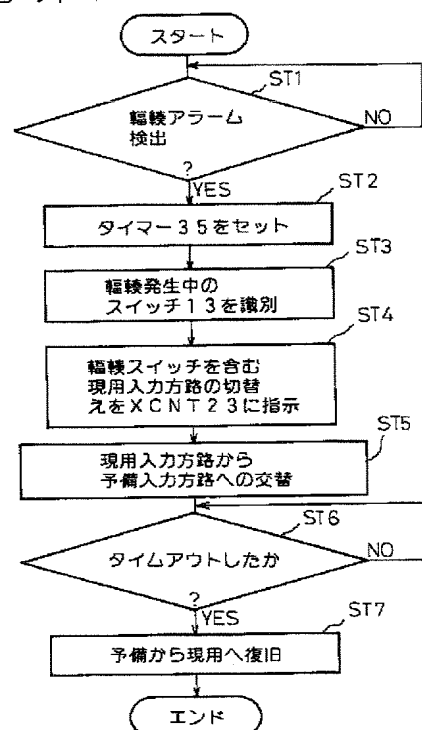 スタート
ST1
輻輳アラーム
検出
?
NO
YES
ST2
タイマー35をセット
ST3
輻輳発生中の
スイッチ13を識別
ST4
輻輳スイッチを含む
現用入力方路の切替
えをXCNT23に指示
ST5
現用入力方路から
予備入力方路への交替
ST6
タイムアウトしたか
?
NO
YES
ST7
予備から現用へ復旧
エンド